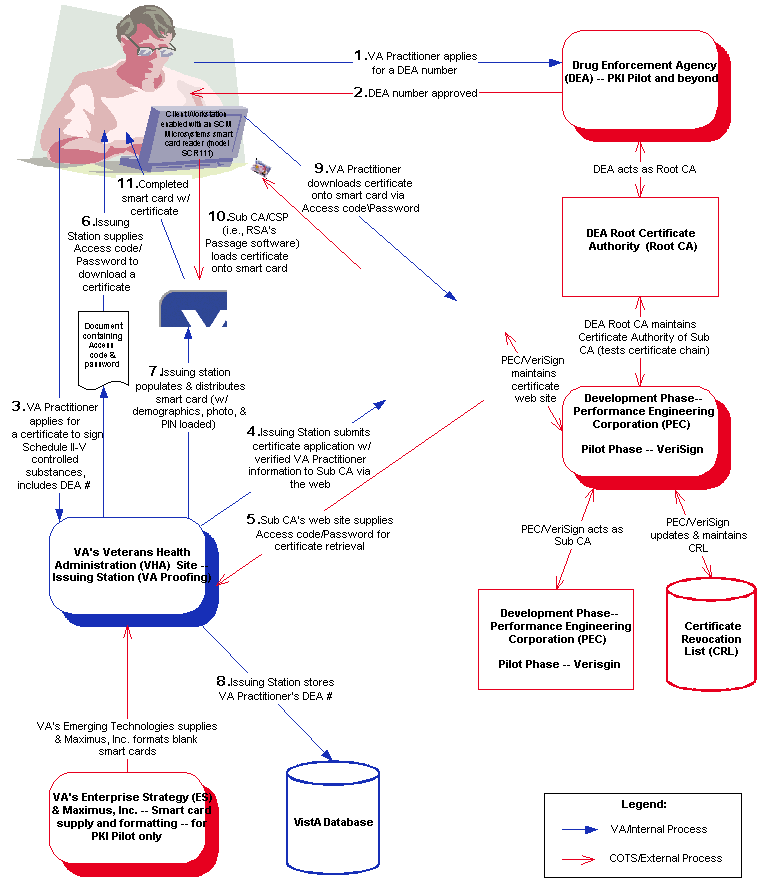 1.VA Practitioner applies
for a DEA number
2.DEA number approved
Drug Enforcement Agency
(DEA) -- PKI Pilot and beyond
Client/Workstation
enabled with an SCM
Microsystems smart
card reader (model
SCR111)
DEA acts as Root CA
9.VA Practitioner
downloads certificate
onto smart card via
Access code\Password
11.Completed
smart card w/
certificate
10.Sub CA/CSP
(i.e., RSA's
Passage software)
loads certificate
onto smart card
6.Issuing
Station supplies
Access code/
Password to
download a
certificate
DEA Root Certificate
Authority (Root CA)
Document
containing
Access
code &
password
DEA Root CA maintains
Certificate Authority of Sub
CA (tests certificate chain)
PEC/VeriSign
maintains
certificate
web site
7.Issuing station
populates & distributes
smart card (w/
demographics, photo, &
PIN loaded)
3.VA Practitioner
applies for
a certificate to sign
Schedule II-V
controlled
substances,
includes DEA #
4.Issuing Station submits
certificate application w/
verified VA Practitioner
information to Sub CA via
the web
Development Phase--
Performance Engineering
Corporation (PEC)
Pilot Phase -- VeriSign
5.Sub CA's web site supplies
Access code/Password for
certificate retrieval
PEC/VeriSign acts as
Sub CA
PEC/VeriSign
updates & maintains
CRL
VA's Veterans Health
Administration (VHA) Site --
Issuing Station (VA Proofing)
Development Phase--
Performance Engineering
Corporation (PEC)
Pilot Phase -- Verisgin
Certificate
Revocation
List (CRL)
8.Issuing Station stores
VA Practitioner's DEA #
VA's Emerging Technologies supplies
& Maximus, Inc. formats blank
smart cards
VA's Enterprise Strategy (ES)
& Maximus, Inc. -- Smart card
supply and formatting -- for
PKI Pilot only
VistA Database
Legend:
VA/Internal Process
COTS/External Process